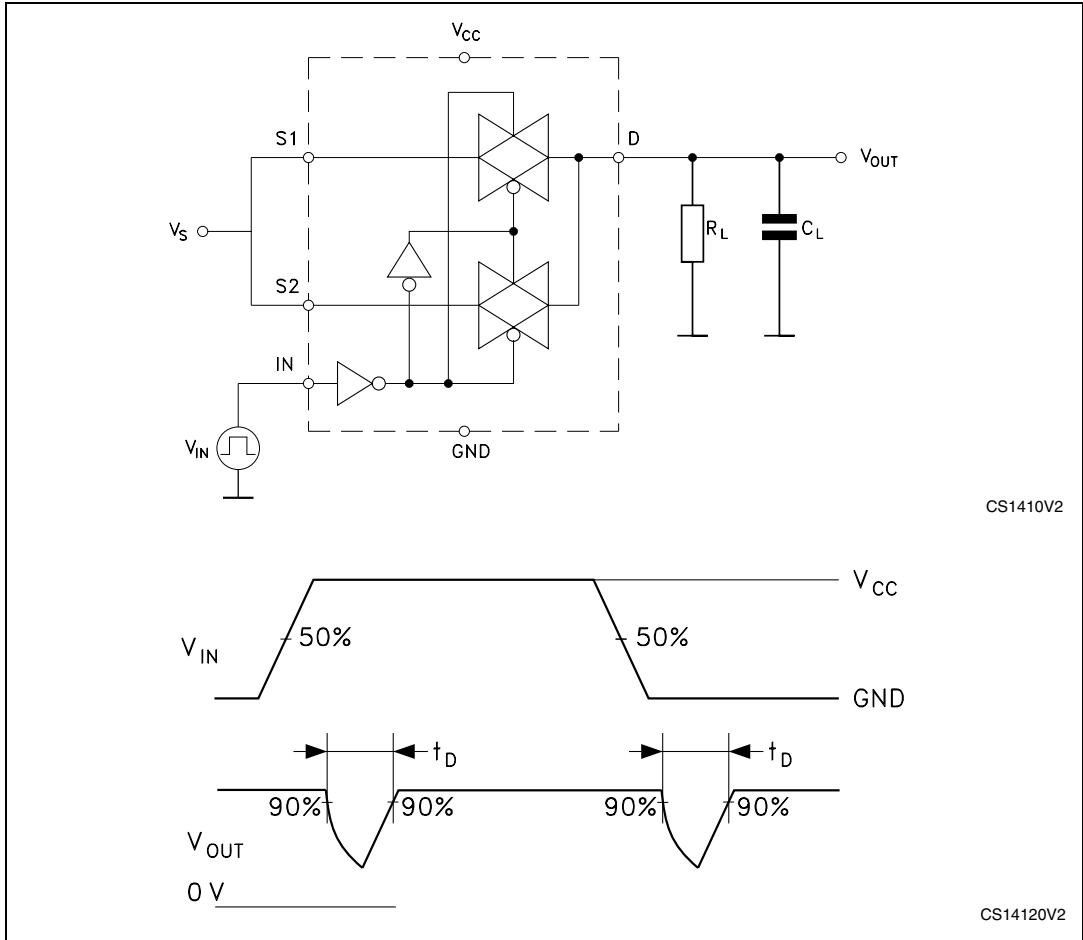 VCC
S1
D
VOUT
RL
CL
VS
S2
IN
VIN
GND
CS1410V2
VCC
50%
50%
VIN
GND
tD
tD
90%
90%
90%
90%
VOUT
0 V
CS14120V2